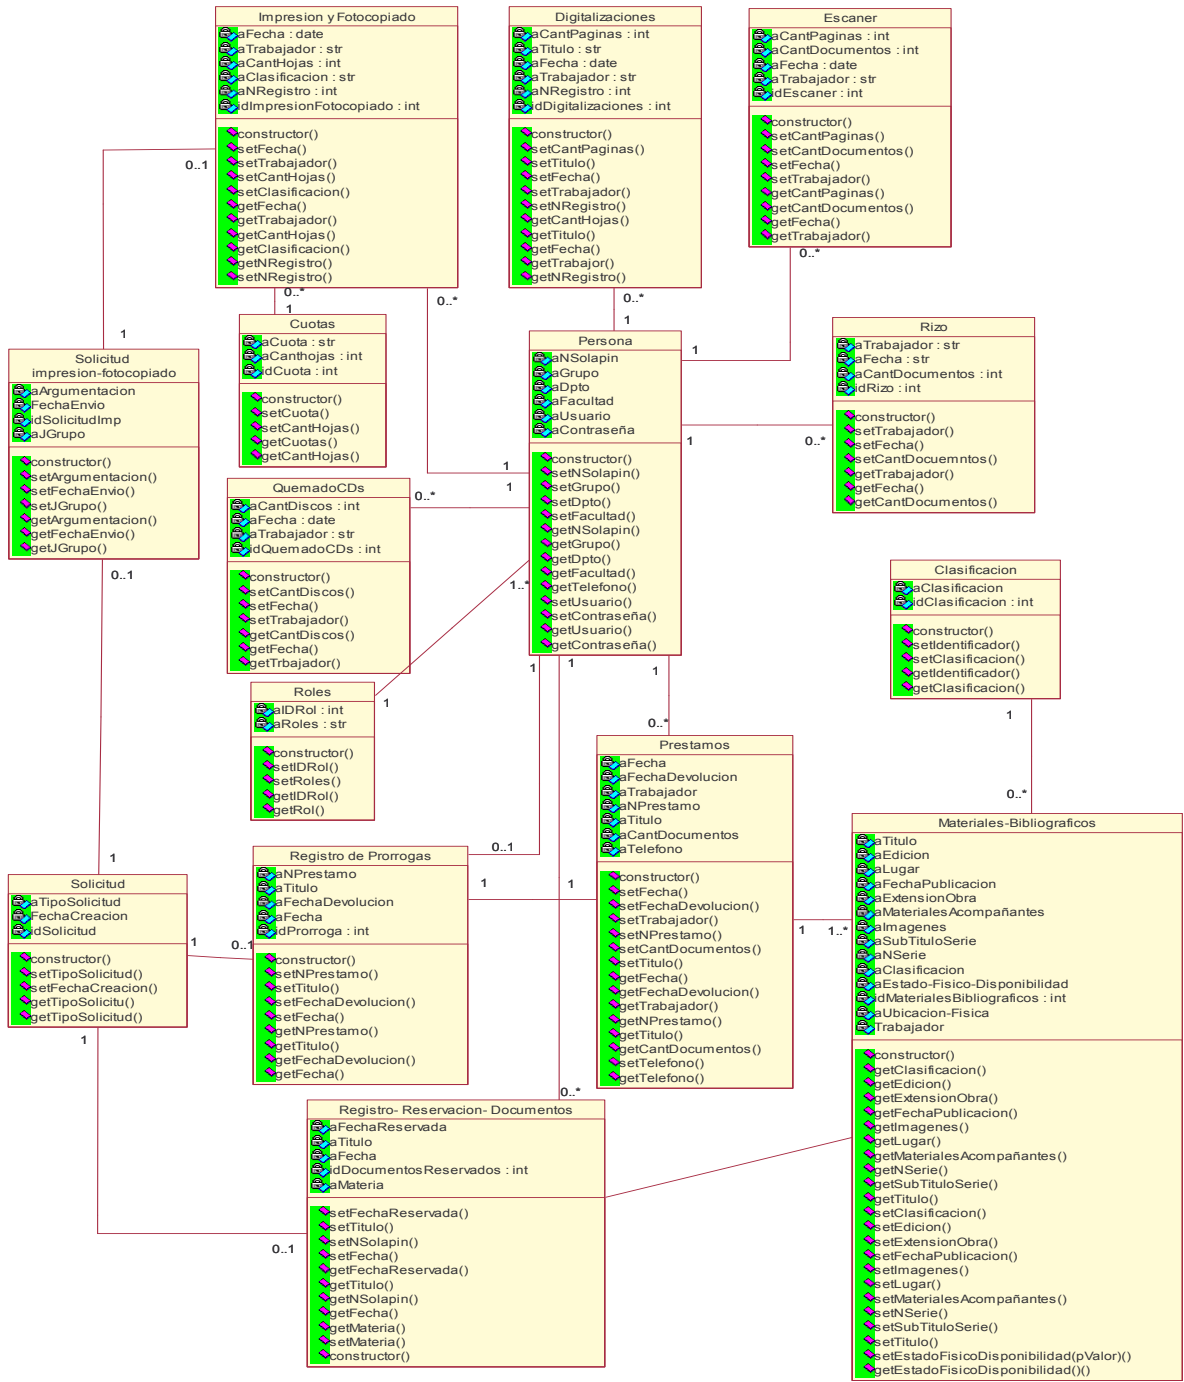 Impresion y Fotocopiado
aFecha : date
aTrabajador : str
aCantHojas : int
aClasificacion : str
aNRegistro : int
idImpresionFotocopiado : int
constructor()
setFecha()
setTrabajador()
setCantHojas()
setClasificacion()
getFecha()
getTrabajador()
getCantHojas()
getClasificacion()
getNRegistro()
setNRegistro()
Digitalizaciones
aCantPaginas : int
aTitulo : str
aFecha : date
aTrabajador : str
aNRegistro : int
idDigitalizaciones : int
constructor()
setCantPaginas()
setTitulo()
setFecha()
setTrabajador()
setNRegistro()
getCantHojas()
getTitulo()
getFecha()
getTrabajor()
getNRegistro()
Escaner
aCantPaginas : int
aCantDocumentos : int
aFecha : date
aTrabajador : str
idEscaner : int
constructor()
setCantPaginas()
setCantDocumentos()
setFecha()
setTrabajador()
getCantPaginas()
getCantDocumentos()
getFecha()
getTrabajador()
0..1
0..*
0..*
0..*
0..*
1
1
1
1
Cuotas
aCuota : str
aCanthojas : int
idCuota : int
constructor()
setCuota()
setCantHojas()
getCuotas()
getCantHojas()
Persona
aNSolapin
aGrupo
aDpto
aFacultad
aUsuario
aContraseña
constructor()
setNSolapin()
setGrupo()
setDpto()
setFacultad()
getNSolapin()
getGrupo()
getDpto()
getFacultad()
getTelefono()
setUsuario()
setContraseña()
getUsuario()
getContraseña()
Rizo
aTrabajador : str
aFecha : str
aCantDocumentos : int
idRizo : int
constructor()
setTrabajador()
setFecha()
setCantDocuemntos()
getTrabajador()
getFecha()
getCantDocumentos()
1
0..*
Solicitud
impresion-fotocopiado
aArgumentacion
FechaEnvio
idSolicitudImp
aJGrupo
constructor()
setArgumentacion()
setFechaEnvio()
setJGrupo()
getArgumentacion()
getFechaEnvio()
getJGrupo()
1
1
0..*
QuemadoCDs
aCantDiscos : int
aFecha : date
aTrabajador : str
idQuemadoCDs : int
constructor()
setCantDiscos()
setFecha()
setTrabajador()
getCantDiscos()
getFecha()
getTrbajador()
0..1
1..*
Clasificacion
aClasificacion
idClasificacion : int
constructor()
setIdentificador()
setClasificacion()
getIdentificador()
getClasificacion()
1
1
1
1
1
Roles
aIDRol : int
aRoles : str
constructor()
setIDRol()
setRoles()
getIDRol()
getRol()
0..*
Prestamos
aFecha
aFechaDevolucion
aTrabajador
aNPrestamo
aTitulo
aCantDocumentos
aTelefono
constructor()
setFecha()
setFechaDevolucion()
setTrabajador()
setNPrestamo()
setCantDocumentos()
setTitulo()
getFecha()
getFechaDevolucion()
getTrabajador()
getNPrestamo()
getTitulo()
getCantDocumentos()
setTelefono()
getTelefono()
0..*
Materiales-Bibliograficos
aTitulo
aEdicion
aLugar
aFechaPublicacion
aExtensionObra
aMaterialesAcompañantes
aImagenes
aSubTituloSerie
aNSerie
aClasificacion
aEstado-Fisico-Disponibilidad
idMaterialesBibliograficos : int
aUbicacion-Fisica
Trabajador
constructor()
getClasificacion()
getEdicion()
getExtensionObra()
getFechaPublicacion()
getImagenes()
getLugar()
getMaterialesAcompañantes()
getNSerie()
getSubTituloSerie()
getTitulo()
setClasificacion()
setEdicion()
setExtensionObra()
setFechaPublicacion()
setImagenes()
setLugar()
setMaterialesAcompañantes()
setNSerie()
setSubTituloSerie()
setTitulo()
setEstadoFisicoDisponibilidad(pValor)()
getEstadoFisicoDisponibilidad()()
1
0..1
Registro de Prorrogas
aNPrestamo
aTitulo
aFechaDevolucion
aFecha
idProrroga : int
constructor()
setNPrestamo()
setTitulo()
setFechaDevolucion()
setFecha()
getNPrestamo()
getTitulo()
getFechaDevolucion()
getFecha()
1
1
1
1..*
Solicitud
aTipoSolicitud
FechaCreacion
idSolicitud
constructor()
setTipoSolicitud()
setFechaCreacion()
getTipoSolicitu()
getTipoSolicitud()
1
0..1
1
0..*
Registro- Reservacion- Documentos
aFechaReservada
aTitulo
aFecha
idDocumentosReservados : int
aMateria
setFechaReservada()
setTitulo()
setNSolapin()
setFecha()
getFechaReservada()
getTitulo()
getNSolapin()
getFecha()
getMateria()
setMateria()
constructor()
0..1